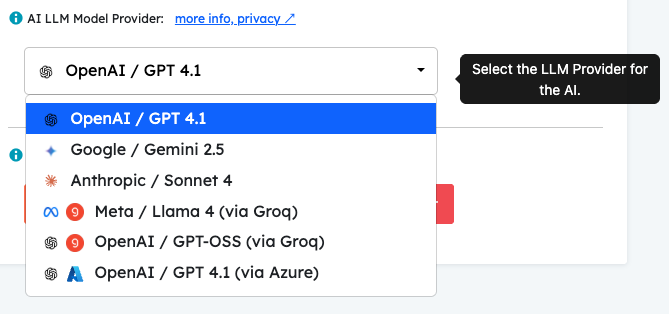 AI LLM Model Provider: more info, privacy ↗
OpenAI / GPT 4.1
Select the LLM Provider for
the AI.
OpenAI / GPT 4.1
Google / Gemini 2.5
Anthropic / Sonnet 4
Meta / Llama 4 (via Groq)
OpenAI / GPT-OSS (via Groq)
OpenAI / GPT 4.1 (via Azure)